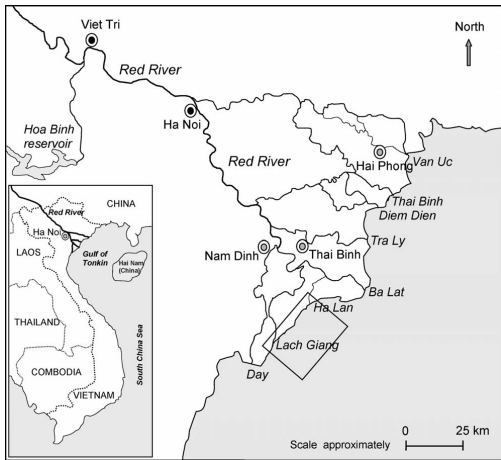 Viet Tri
North
Red River
Hoa Binh
reservoir
Ha Noi
Red River
Hai Phong
Van Uc
Thai Binh
Diem Dien
Nam Dinh
Thai Binh
Tra Ly
Ba Lat
Ha Lan
Lach Giang
Day
0 25 km
Scale approximately
CHINA
Red River
Ha Noi
LAOS
Gulf of
Tonkin
Hai Nam
(China)
THAILAND
South China Sea
COMBODIA
VIETNAM